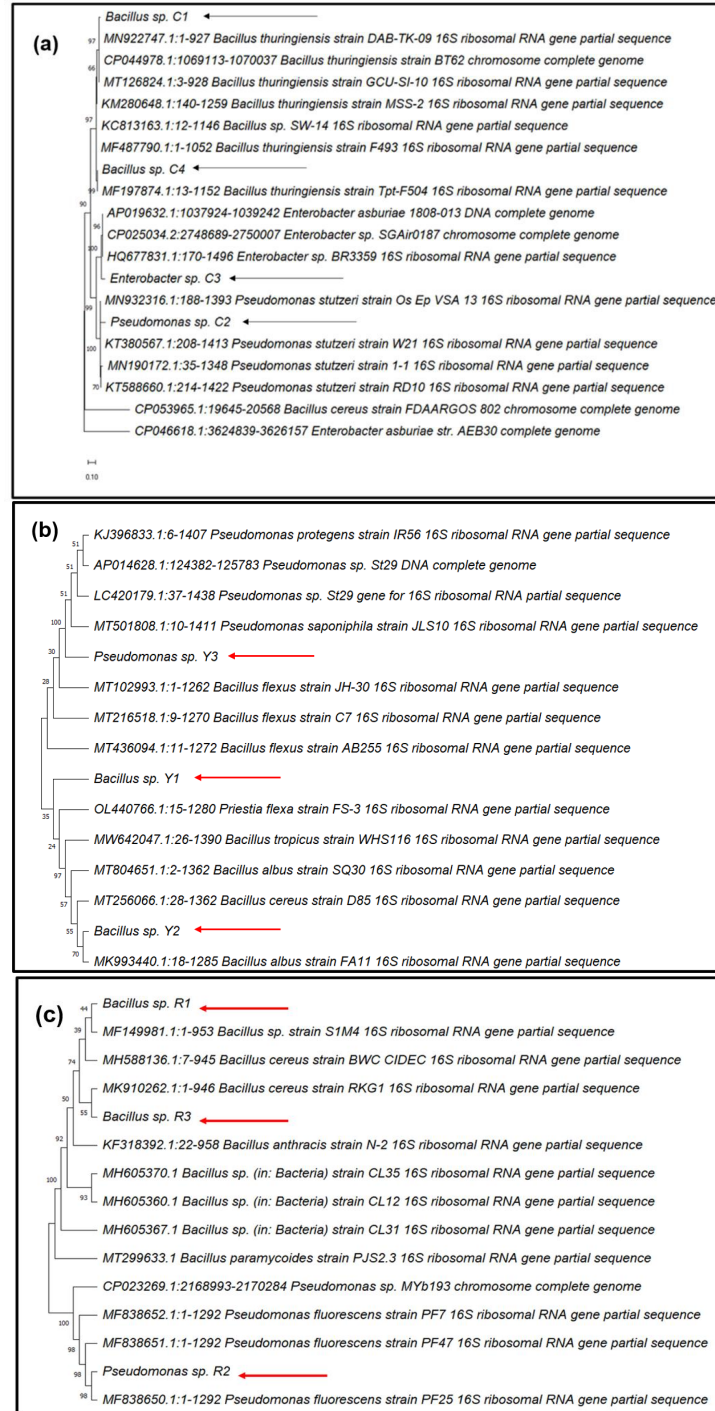 (a)
Bacillus sp. C1
97
MN922747.1:1-927 Bacillus thuringiensis strain DAB-TK-09 16S ribosomal RNA gene partial sequence
CP044978.1:1069113-1070037 Bacillus thuringiensis strain BT62 chromosome complete genome
66
MT126824.1:3-928 Bacillus thuringiensis strain GCU-SI-10 16S ribosomal RNA gene partial sequence
KM280648.1:140-1259 Bacillus thuringiensis strain MSS-2 16S ribosomal RNA gene partial sequence
97
KC813163.1:12-1146 Bacillus sp. SW-14 16S ribosomal RNA gene partial sequence
MF487790.1:1-1052 Bacillus thuringiensis strain F493 16S ribosomal RNA gene partial sequence
Bacillus sp. C4
99
MF197874.1:13-1152 Bacillus thuringiensis strain Tpt-F504 16S ribosomal RNA gene partial sequence
90
AP019632.1:1037924-1039242 Enterobacter asburiae 1808-013 DNA complete genome
96
CP025034.2:2748689-2750007 Enterobacter sp. SGAir0187 chromosome complete genome
100
HQ677831.1:170-1496 Enterobacter sp. BR3359 16S ribosomal RNA gene partial sequence
Enterobacter sp. C3
MN932316.1:188-1393 Pseudomonas stutzeri strain Os Ep VSA 13 16S ribosomal RNA gene partial sequence
99
Pseudomonas sp. C2
KT380567.1:208-1413 Pseudomonas stutzeri strain W21 16S ribosomal RNA gene partial sequence
100
MN190172.1:35-1348 Pseudomonas stutzeri strain 1-1 16S ribosomal RNA gene partial sequence
70
KT588660.1:214-1422 Pseudomonas stutzeri strain RD10 16S ribosomal RNA gene partial sequence
CP053965.1:19645-20568 Bacillus cereus strain FDAARGOS 802 chromosome complete genome
CP046618.1:3624839-3626157 Enterobacter asburiae str. AEB30 complete genome
0.10
(b)
KJ396833.1:6-1407 Pseudomonas protegens strain IR56 16S ribosomal RNA gene partial sequence
51
AP014628.1:124382-125783 Pseudomonas sp. St29 DNA complete genome
51
LC420179.1:37-1438 Pseudomonas sp. St29 gene for 16S ribosomal RNA partial sequence
51
MT501808.1:10-1411 Pseudomonas saponiphila strain JLS10 16S ribosomal RNA gene partial sequence
100
Pseudomonas sp. Y3
30
MT102993.1:1-1262 Bacillus flexus strain JH-30 16S ribosomal RNA gene partial sequence
28
MT216518.1:9-1270 Bacillus flexus strain C7 16S ribosomal RNA gene partial sequence
MT436094.1:11-1272 Bacillus flexus strain AB255 16S ribosomal RNA gene partial sequence
Bacillus sp. Y1
35
OL440766.1:15-1280 Priestia flexa strain FS-3 16S ribosomal RNA gene partial sequence
24
MW642047.1:26-1390 Bacillus tropicus strain WHS116 16S ribosomal RNA gene partial sequence
97
MT804651.1:2-1362 Bacillus albus strain SQ30 16S ribosomal RNA gene partial sequence
57
MT256066.1:28-1362 Bacillus cereus strain D85 16S ribosomal RNA gene partial sequence
55
Bacillus sp. Y2
70
MK993440.1:18-1285 Bacillus albus strain FA11 16S ribosomal RNA gene partial sequence
(c)
Bacillus sp. R1
44
MF149981.1:1-953 Bacillus sp. strain S1M4 16S ribosomal RNA gene partial sequence
39
MH588136.1:7-945 Bacillus cereus strain BWC CIDEC 16S ribosomal RNA gene partial sequence
74
MK910262.1:1-946 Bacillus cereus strain RKG1 16S ribosomal RNA gene partial sequence
50
55
Bacillus sp. R3
KF318392.1:22-958 Bacillus anthracis strain N-2 16S ribosomal RNA gene partial sequence
92
MH605370.1 Bacillus sp. (in: Bacteria) strain CL35 16S ribosomal RNA gene partial sequence
93
MH605360.1 Bacillus sp. (in: Bacteria) strain CL12 16S ribosomal RNA gene partial sequence
100
MH605367.1 Bacillus sp. (in: Bacteria) strain CL31 16S ribosomal RNA gene partial sequence
MT299633.1 Bacillus paramycoides strain PJS2.3 16S ribosomal RNA gene partial sequence
CP023269.1:2168993-2170284 Pseudomonas sp. MYb193 chromosome complete genome
MF838652.1:1-1292 Pseudomonas fluorescens strain PF7 16S ribosomal RNA gene partial sequence
100
MF838651.1:1-1292 Pseudomonas fluorescens strain PF47 16S ribosomal RNA gene partial sequence
98
Pseudomonas sp. R2
98
98
MF838650.1:1-1292 Pseudomonas fluorescens strain PF25 16S ribosomal RNA gene partial sequence